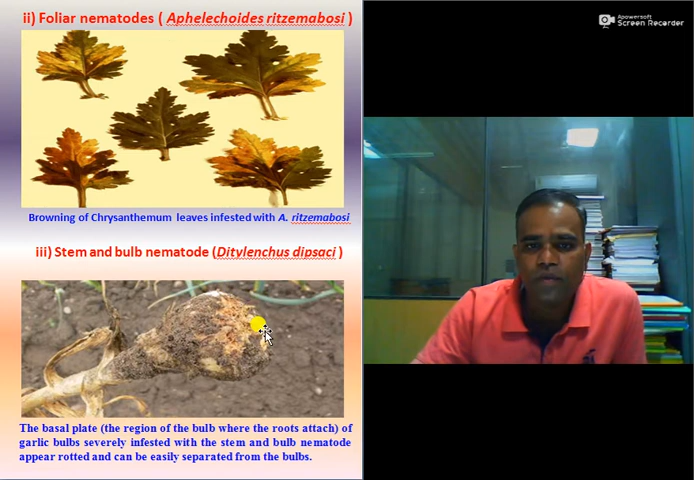 ii) Foliar nematodes ( Aphelechoides ritzemabosi )
Browning of Chrysanthemum leaves infested with A. ritzemabosi
iii) Stem and bulb nematode (Ditylenchus dipsaci )
The basal plate (the region of the bulb where the roots attach) of
garlic bulbs severely infested with the stem and bulb nematode
appear rotted and can be easily separated from the bulbs.
Apowersoft
Screen Recorder